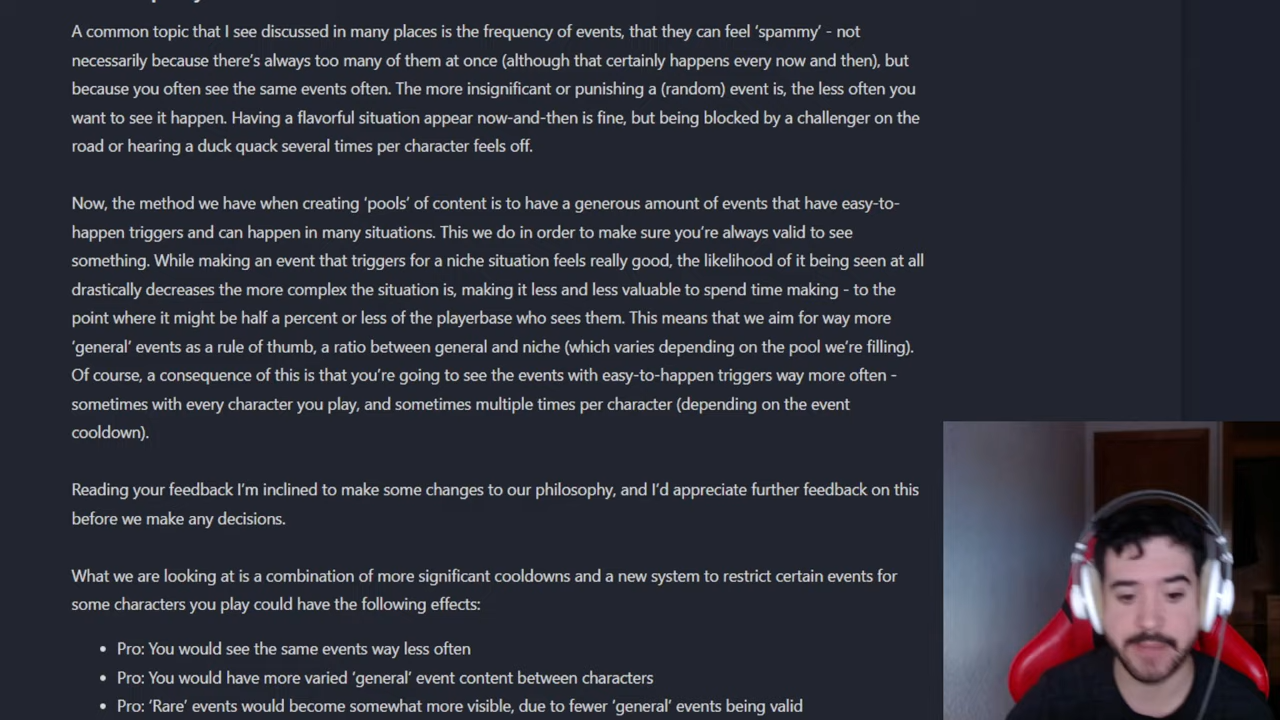 A common topic that I see discussed in many places is the frequency of events, that they can feel ‘spammy’ - not
necessarily because there’s always too many of them at once (although that certainly happens every now and then), but
because you often see the same events often. The more insignificant or punishing a (random) event is, the less often you
want to see it happen. Having a flavorful situation appear now-and-then is fine, but being blocked by a challenger on the
road or hearing a duck quack several times per character feels off.
Now, the method we have when creating ‘pools’ of content is to have a generous amount of events that have easy-to-
happen triggers and can happen in many situations. This we do in order to make sure you’re always valid to see
something. While making an event that triggers for a niche situation feels really good, the likelihood of it being seen at all
drastically decreases the more complex the situation is, making it less and less valuable to spend time making - to the
point where it might be half a percent or less of the playerbase who sees them. This means that we aim for way more
‘general’ events as a rule of thumb, a ratio between general and niche (which varies depending on the pool we’re filling).
Of course, a consequence of this is that you’re going to see the events with easy-to-happen triggers way more often -
sometimes with every character you play, and sometimes multiple times per character (depending on the event
cooldown).
Reading your feedback I’m inclined to make some changes to our philosophy, and I’d appreciate further feedback on this
before we make any decisions.
What we are looking at is a combination of more significant cooldowns and a new system to restrict certain events for
some characters you play could have the following effects:
• Pro: You would see the same events way less often
• Pro: You would have more varied ‘general’ event content between characters
• Pro: ‘Rare’ events would become somewhat more visible, due to fewer ‘general’ events being valid